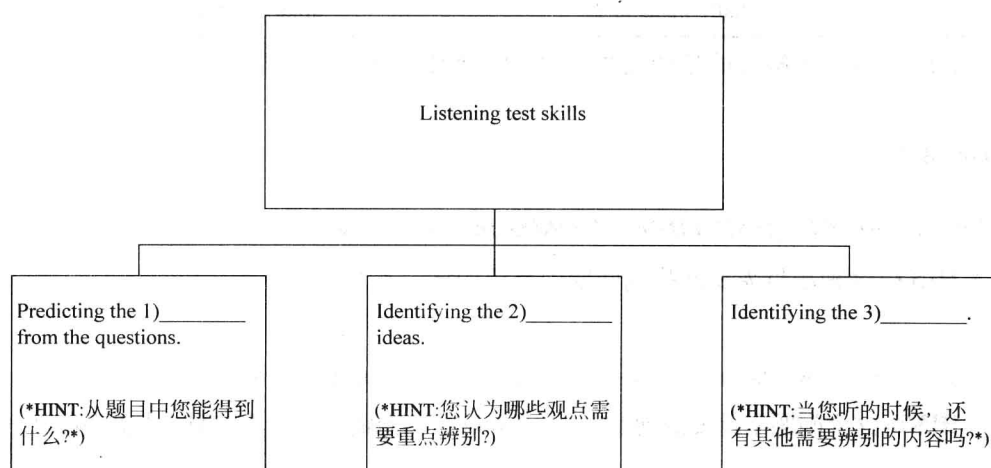 Listening test skills
Predicting the 1)________
from the questions.
(*HINT:从题目中您能得到
什么?*)
Identifying the 2)________
ideas.
(*HINT:您认为哪些观点需
要重点辨别?)
Identifying the 3)________.
(*HINT:当您听的时候，还
有其他需要辨别的内容吗?*)